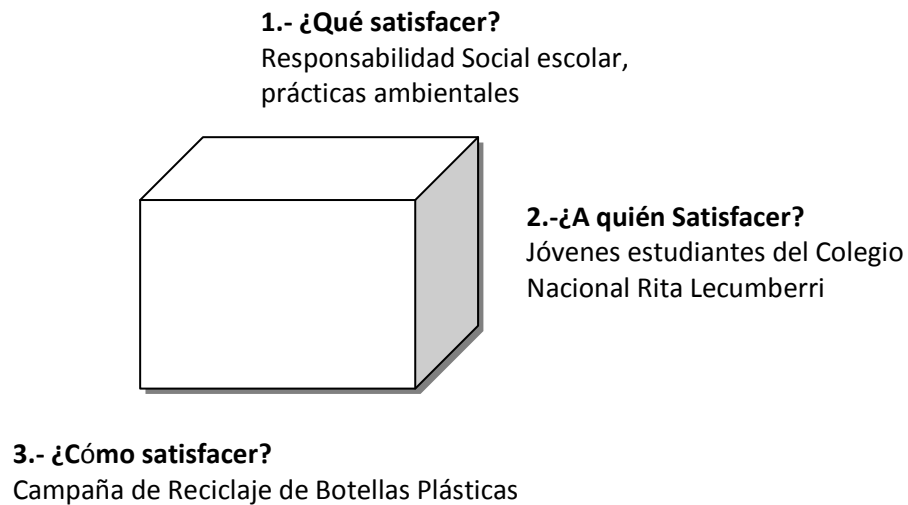 1.- ¿Qué satisfacer?
Responsabilidad Social escolar,
prácticas ambientales
2.-¿A quién Satisfacer?
Jóvenes estudiantes del Colegio
Nacional Rita Lecumberri
3.- ¿Cómo satisfacer?
Campaña de Reciclaje de Botellas Plásticas